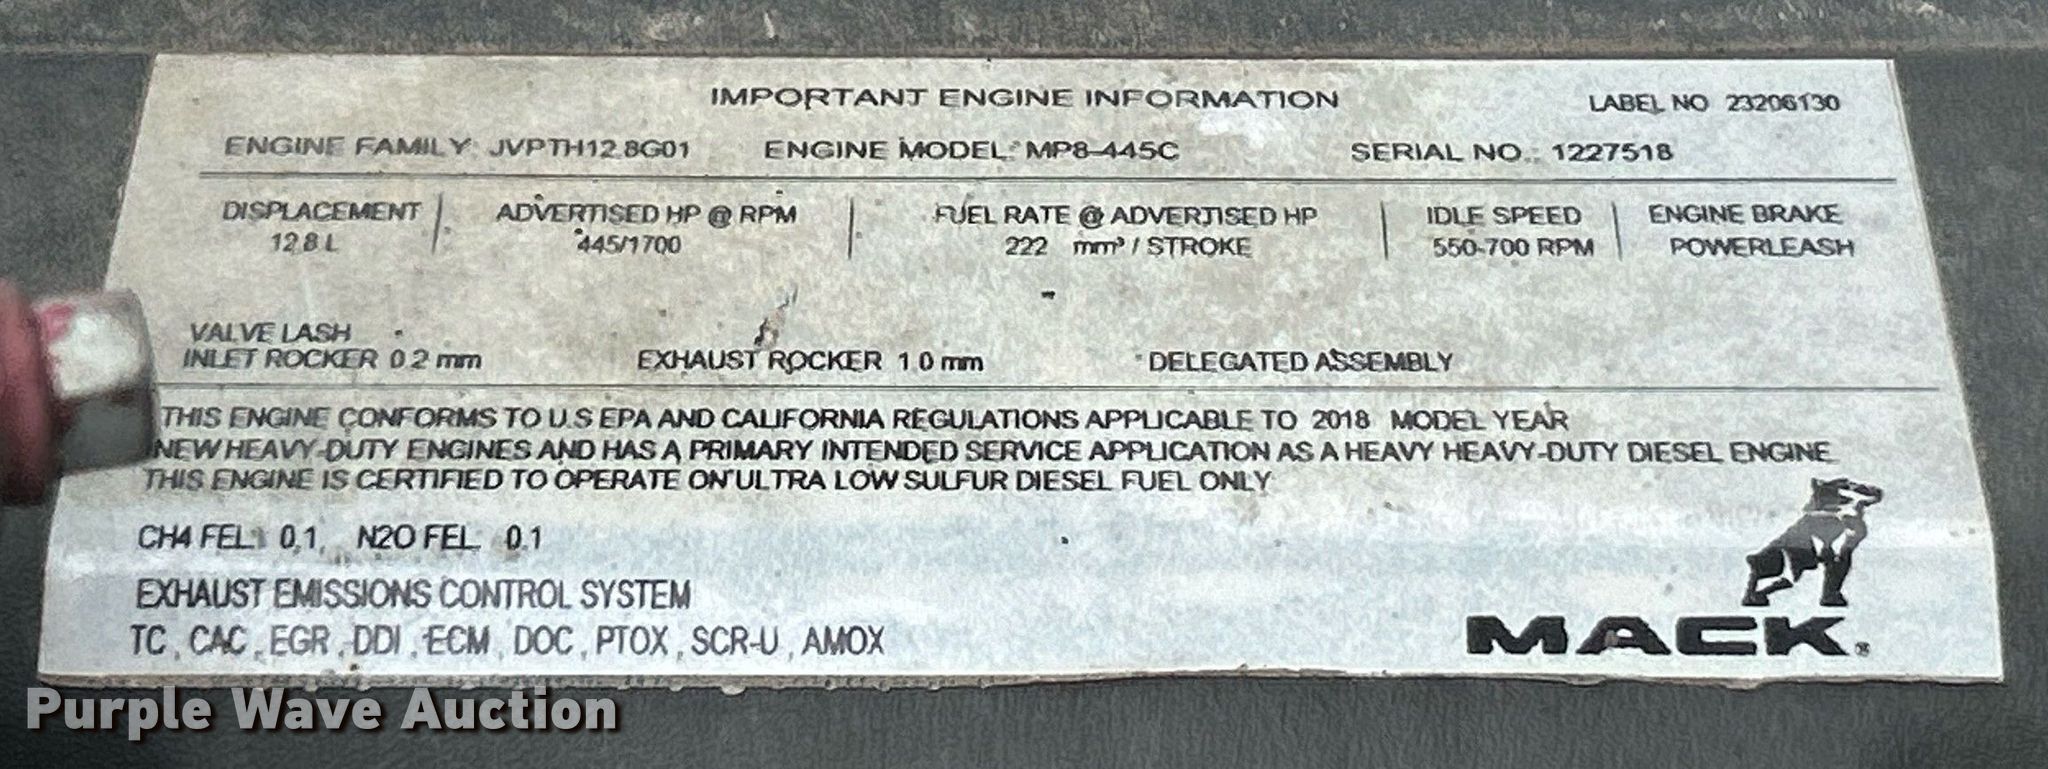 IMPORTANT ENGINE INFORMATION
LABEL NO 23206130
ENGINE FAMILY: JVPTH12.8G01 ENGINE MODEL: MP8-445C SERIAL NO.: 1227518
DISPLACEMENT ADVERTISED HP @ RPM FUEL RATE @ ADVERTISED HP IDLE SPEED ENGINE BRAKE
12.8 L 445/1700 222 mm³ / STROKE 550-700 RPM POWERLEASH
VALVE LASH
INLET ROCKER 0.2 mm EXHAUST ROCKER 1.0 mm DELEGATED ASSEMBLY
THIS ENGINE CONFORMS TO U.S EPA AND CALIFORNIA REGULATIONS APPLICABLE TO 2018 MODEL YEAR
NEW HEAVY-DUTY ENGINES AND HAS A PRIMARY INTENDED SERVICE APPLICATION AS A HEAVY HEAVY-DUTY DIESEL ENGINE
THIS ENGINE IS CERTIFIED TO OPERATE ON ULTRA LOW SULFUR DIESEL FUEL ONLY
CH4 FEL: 0.1, N2O FEL: 0.1
EXHAUST EMISSIONS CONTROL SYSTEM
TC, CAC, EGR, DDI, ECM, DOC, PTOX, SCR-U, AMOX
MACK®
Purple Wave Auction